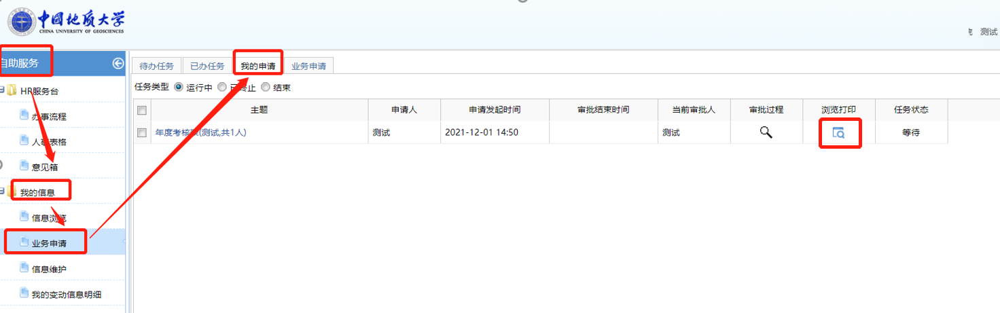 中国地质大学
CHINA UNIVERSITY OF GEOSCIENCES
测试
自助服务
HR服务台
办事流程
人事表格
意见箱
我的信息
信息浏览
业务申请
信息维护
我的变动信息明细
待办任务 已办任务 我的申请 业务申请
任务类型 运行中 已终止 结束
主题 申请人 申请发起时间 审批结束时间 当前审批人 审批过程 浏览打印 任务状态
年度考核 (测试,共1人) 测试 2021-12-01 14:50 测试 等待